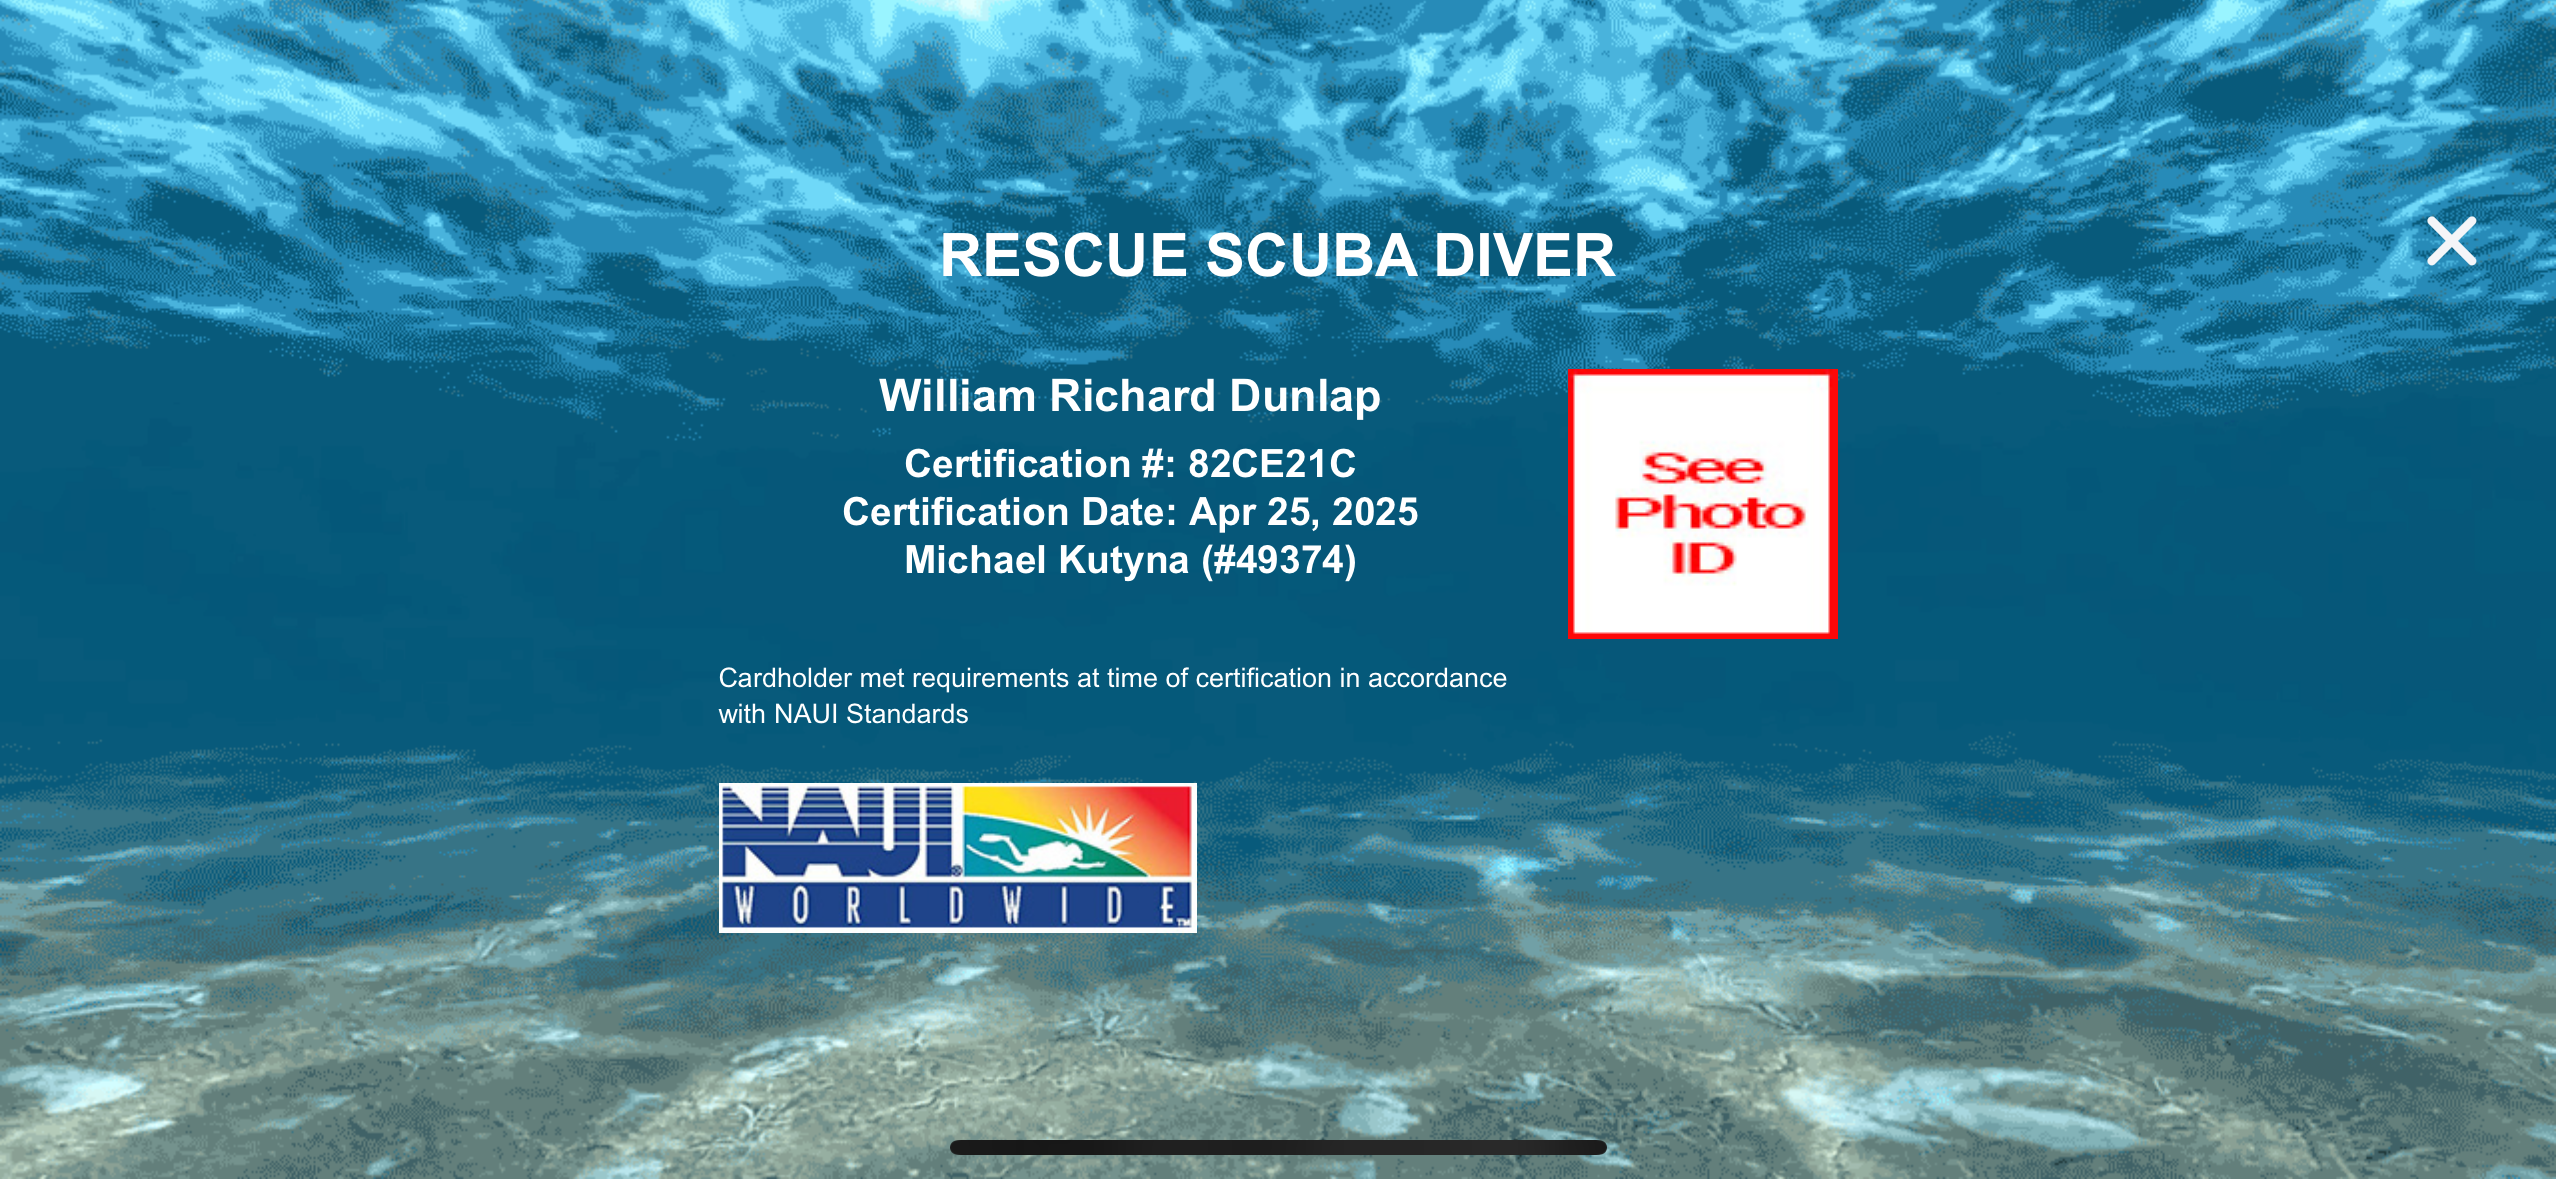 RESCUE SCUBA DIVER
William Richard Dunlap
Certification #: 82CE21C
Certification Date: Apr 25, 2025
Michael Kutyna (#49374)
See
Photo
ID
Cardholder met requirements at time of certification in accordance
with NAUI Standards
NAUI®
WORLDWIDE™